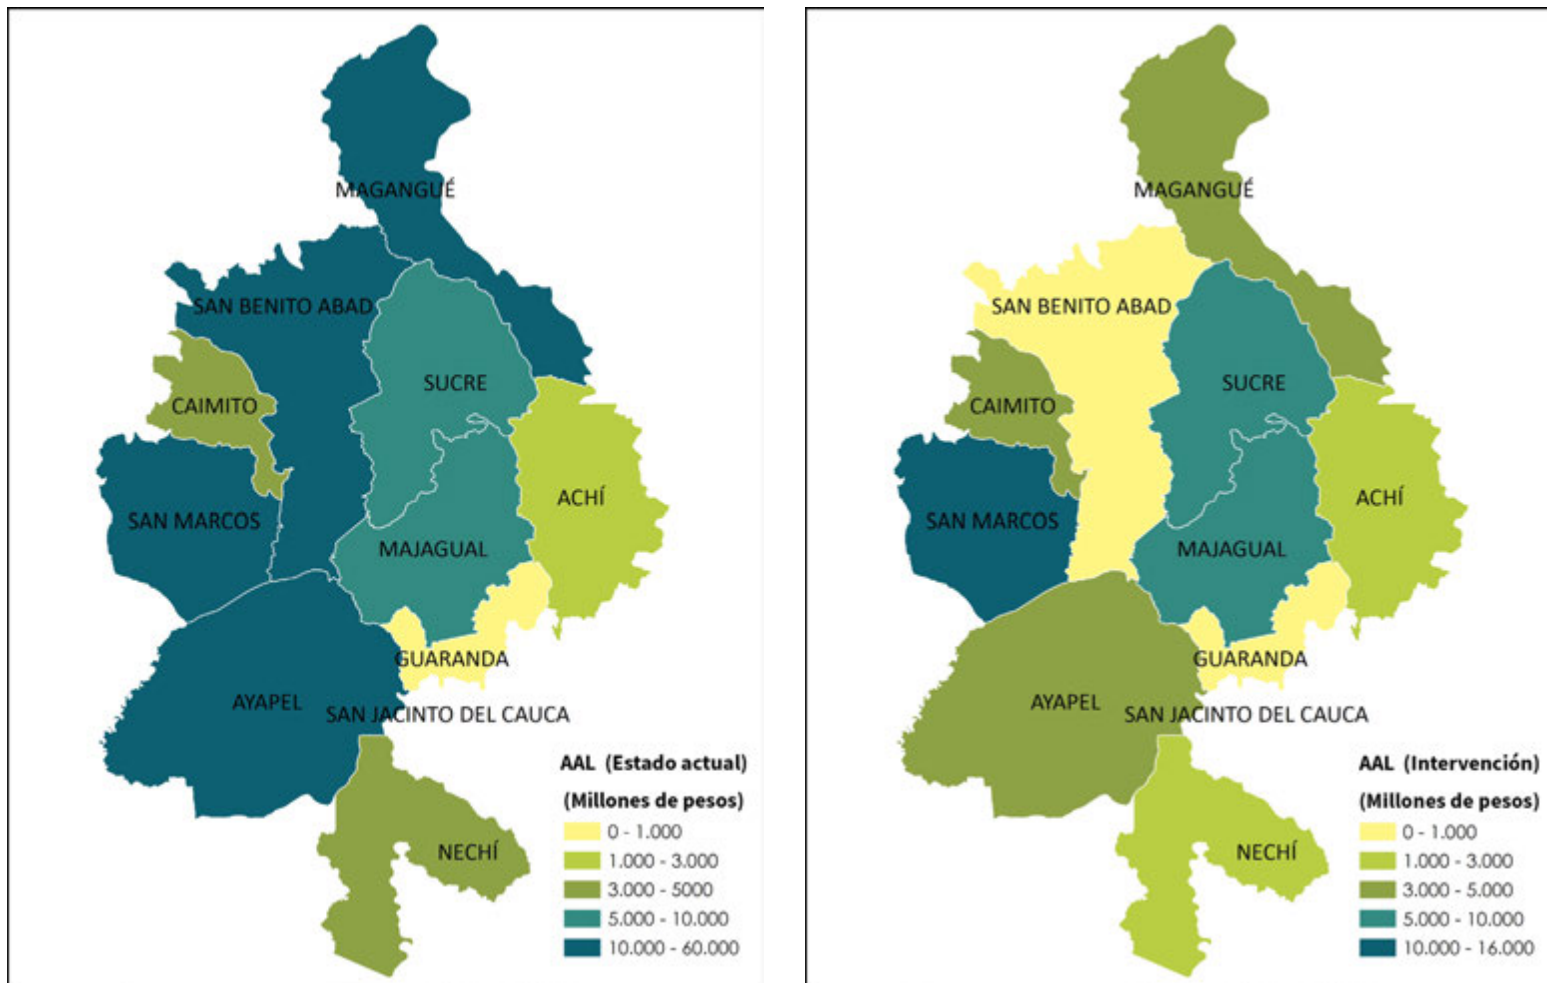 MAGANGUÉ
SAN BENITO ABAD
SUCRE
CAIMITO
ACHÍ
SAN MARCOS
MAJAGUAL
GUARANDA
AYAPEL
SAN JACINTO DEL CAUCA
NECHÍ
AAL (Estado actual)
(Millones de pesos)
0 - 1.000
1.000 - 3.000
3.000 - 5000
5.000 - 10.000
10.000 - 60.000
MAGANGUÉ
SAN BENITO ABAD
SUCRE
CAIMITO
ACHÍ
SAN MARCOS
MAJAGUAL
GUARANDA
AYAPEL
SAN JACINTO DEL CAUCA
NECHÍ
AAL (Intervención)
(Millones de pesos)
0 - 1.000
1.000 - 3.000
3.000 - 5.000
5.000 - 10.000
10.000 - 16.000